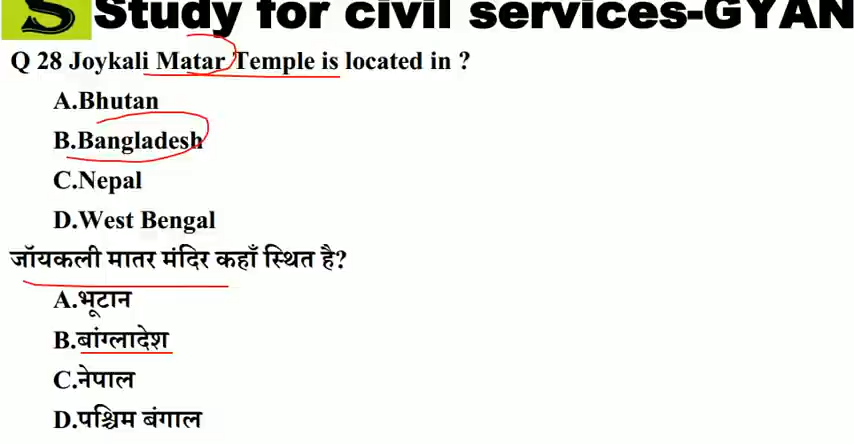 S Study for civil services-GYAN
Q 28 Joykali Matar Temple is located in ?
A.Bhutan
B.Bangladesh
C.Nepal
D.West Bengal
जॉयकली मातर मंदिर कहाँ स्थित है?
A.भूटान
B.बांग्लादेश
C.नेपाल
D.पश्चिम बंगाल